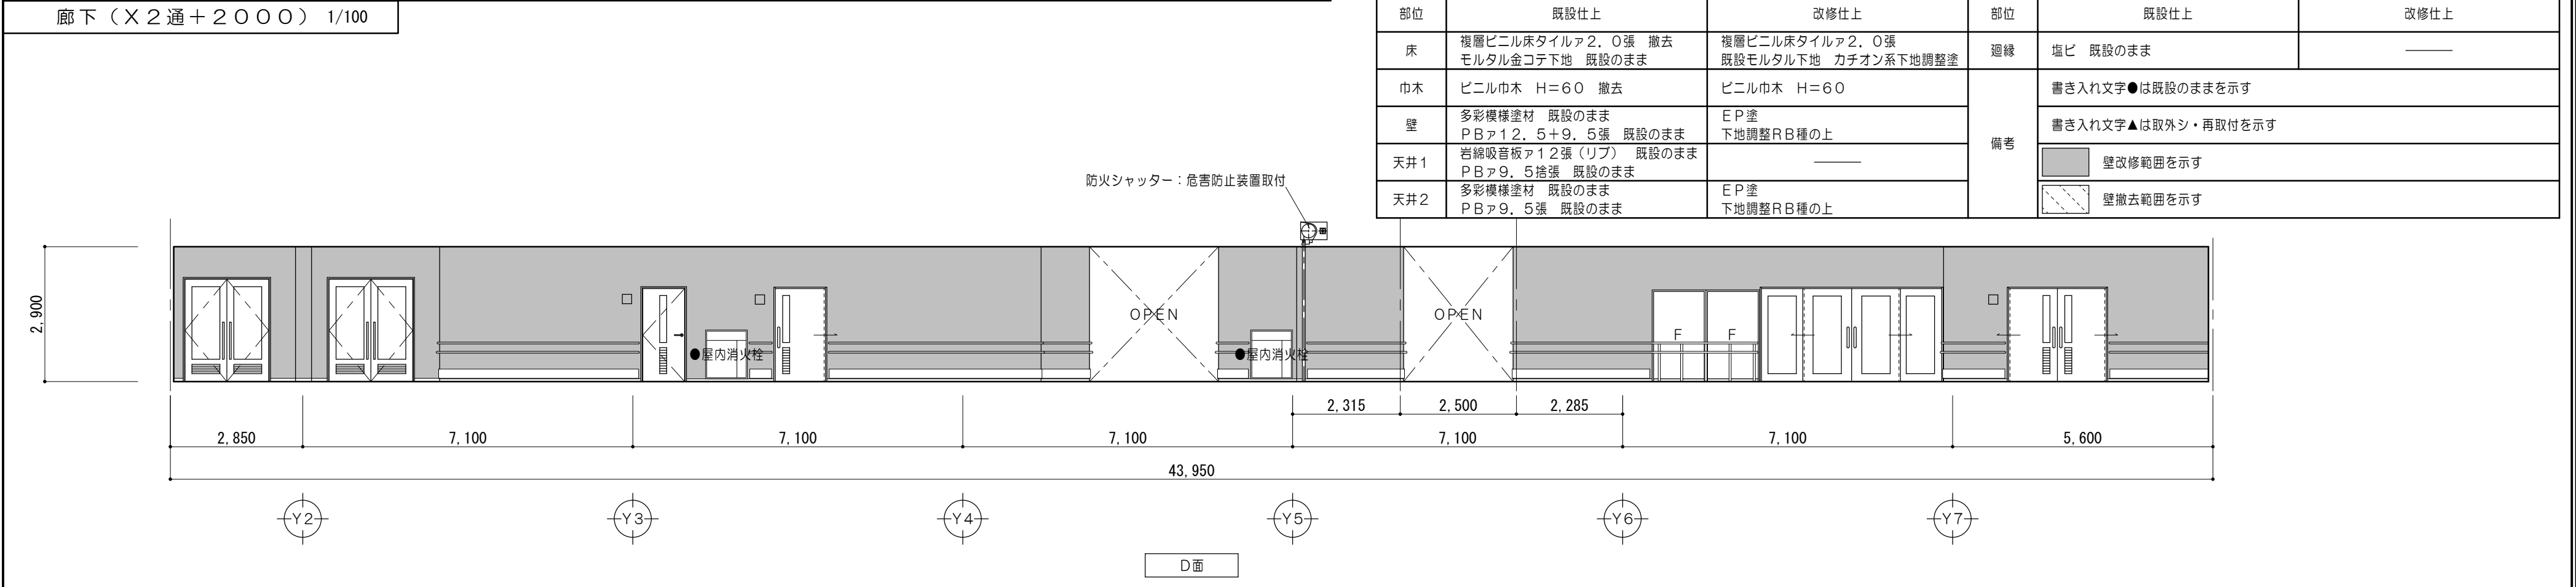 廊下（X2通+2000） 1/100
部位 既設仕上 改修仕上 部位 既設仕上 改修仕上
床 複層ビニル床タイルァ2．0張 撤去 複層ビニル床タイルァ2．0張 廻縁 塩ビ 既設のまま ———
モルタル金コテ下地 既設のまま 既設モルタル下地 カチオン系下地調整塗
巾木 ビニル巾木 H=60 撤去 ビニル巾木 H=60 備考 書き入れ文字●は既設のままを示す
壁 多彩模様塗材 既設のまま EP塗 書き入れ文字▲は取外シ・再取付を示す
PBァ12．5+9．5張 既設のまま 下地調整RB種の上
天井1 岩綿吸音板ァ12張（リブ） 既設のまま ——— 壁改修範囲を示す
PBァ9．5捨張 既設のまま
天井2 多彩模様塗材 既設のまま EP塗 壁撤去範囲を示す
PBァ9．5張 既設のまま 下地調整RB種の上
防火シャッター：危害防止装置取付
2,900
OPEN OPEN
F F
●屋内消火栓 ●屋内消火栓
2,315 2,500 2,285
2,850 7,100 7,100 7,100 7,100 7,100 5,600
43,950
Y2 Y3 Y4 Y5 Y6 Y7
D面